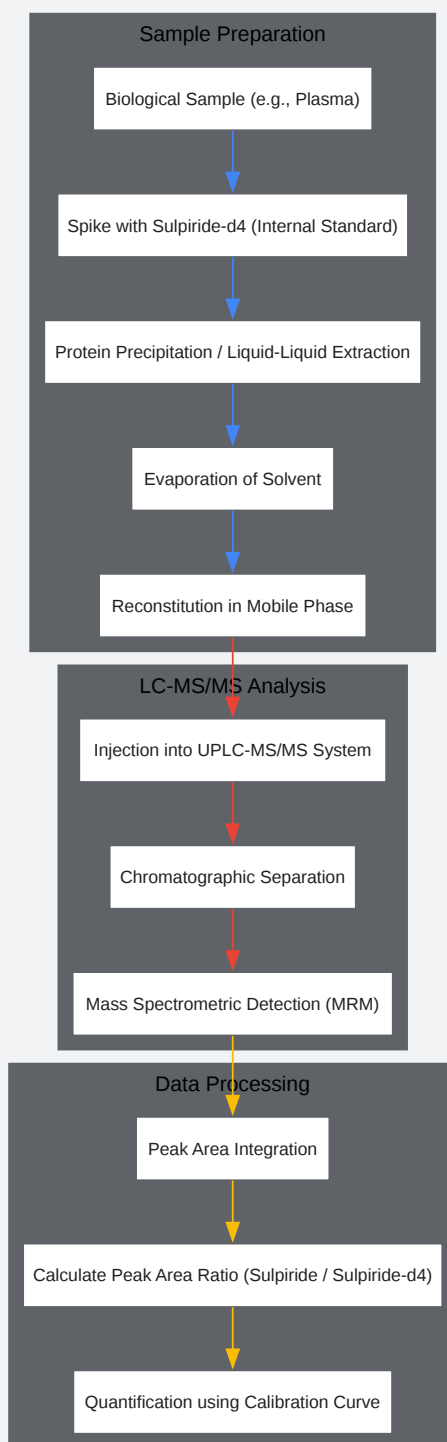 Sample Preparation
Biological Sample (e.g., Plasma)
Spike with Sulpiride-d4 (Internal Standard)
Protein Precipitation / Liquid-Liquid Extraction
Evaporation of Solvent
Reconstitution in Mobile Phase
LC-MS/MS Analysis
Injection into UPLC-MS/MS System
Chromatographic Separation
Mass Spectrometric Detection (MRM)
Data Processing
Peak Area Integration
Calculate Peak Area Ratio (Sulpiride / Sulpiride-d4)
Quantification using Calibration Curve